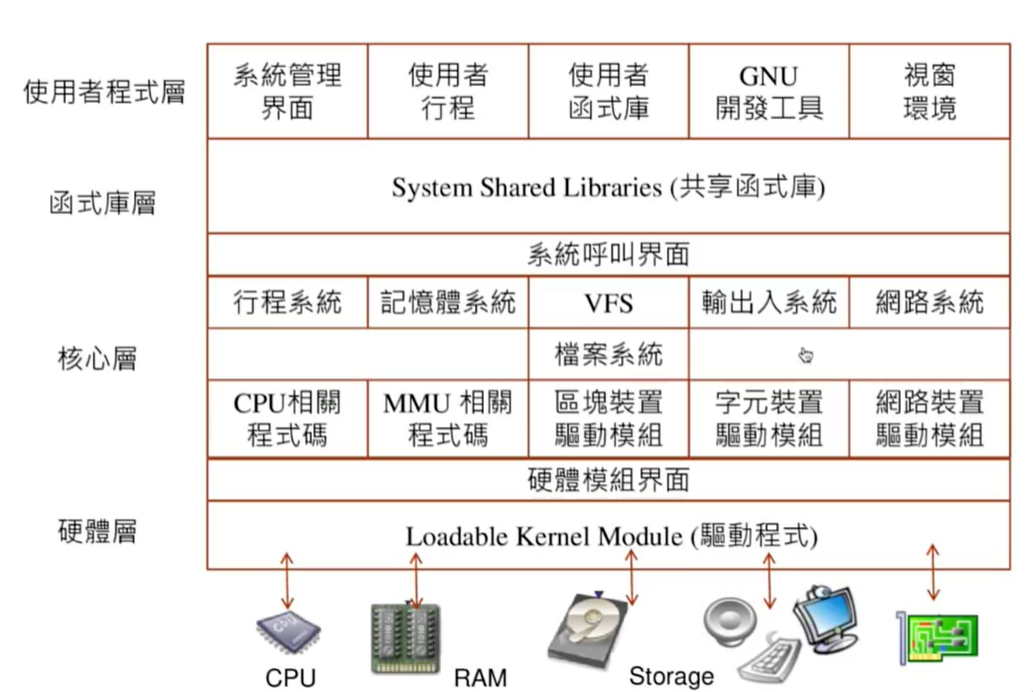 使用者程式層
系統管理
界面
使用者
行程
使用者
函式庫
GNU
開發工具
視窗
環境
函式庫層
System Shared Libraries (共享函式庫)
系統呼叫界面
核心層
行程系統
記憶體系統
VFS
輸出入系統
網路系統
檔案系統
CPU相關
程式碼
MMU 相關
程式碼
區塊裝置
驅動模組
字元裝置
驅動模組
網路裝置
驅動模組
硬體模組界面
硬體層
Loadable Kernel Module (驅動程式)
CPU
RAM
Storage